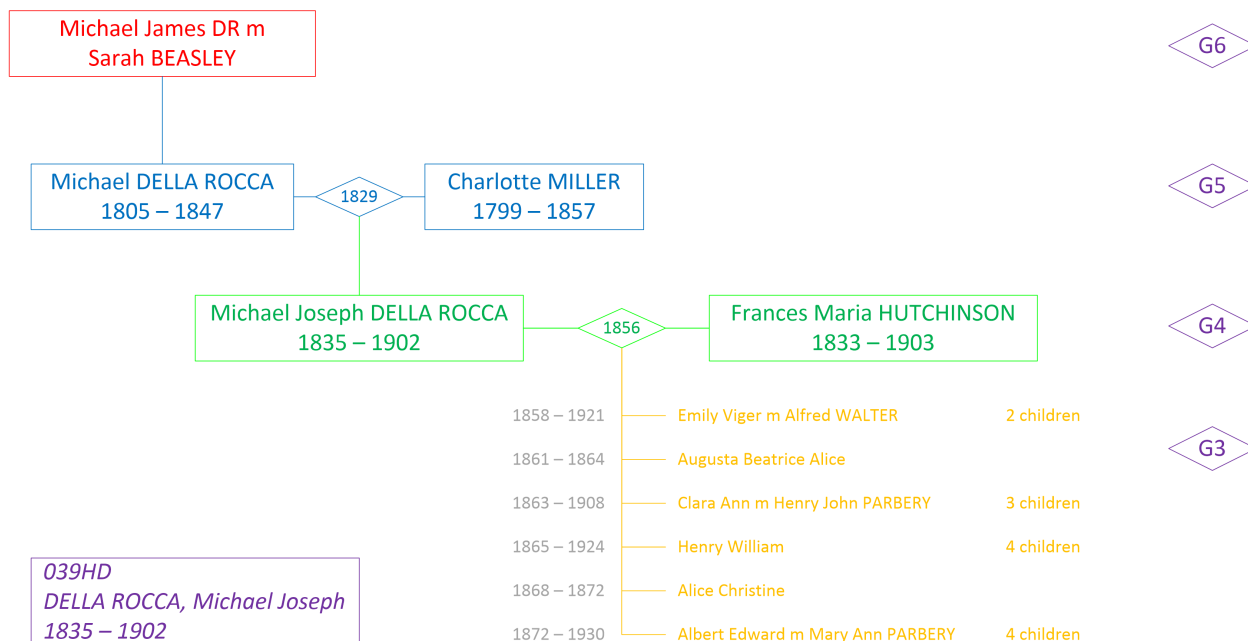 Michael James DR m
Sarah BEASLEY
G6
Michael DELLA ROCCA
1805 – 1847
1829
Charlotte MILLER
1799 – 1857
G5
Michael Joseph DELLA ROCCA
1835 – 1902
1856
Frances Maria HUTCHINSON
1833 – 1903
G4
1858 – 1921 Emily Viger m Alfred WALTER 2 children
G3
1861 – 1864 Augusta Beatrice Alice
1863 – 1908 Clara Ann m Henry John PARBERY 3 children
1865 – 1924 Henry William 4 children
1868 – 1872 Alice Christine
1872 – 1930 Albert Edward m Mary Ann PARBERY 4 children
039HD
DELLA ROCCA, Michael Joseph
1835 – 1902